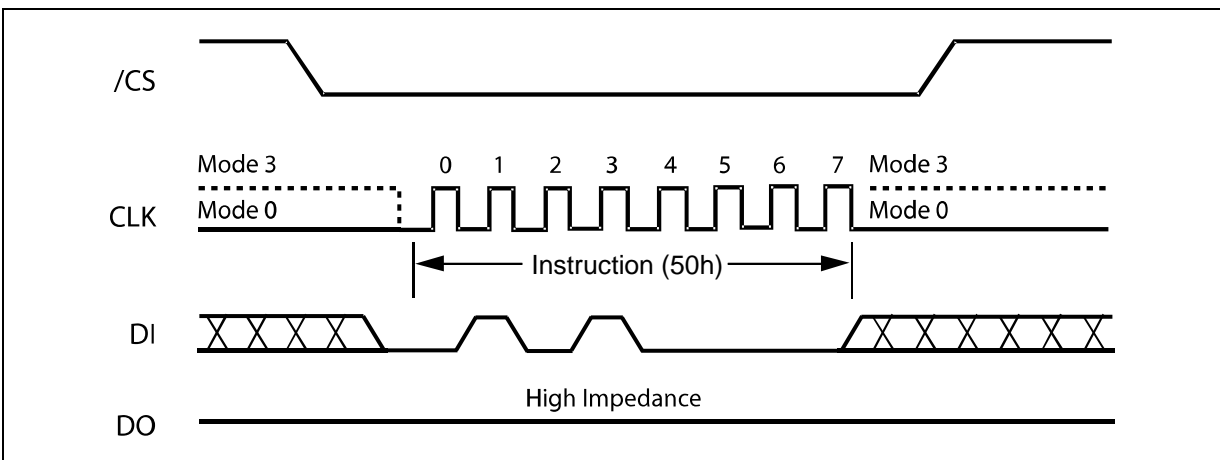 /CS
Mode 3 0 1 2 3 4 5 6 7 Mode 3
CLK Mode 0 Mode 0
Instruction (50h)
DI
High Impedance
DO